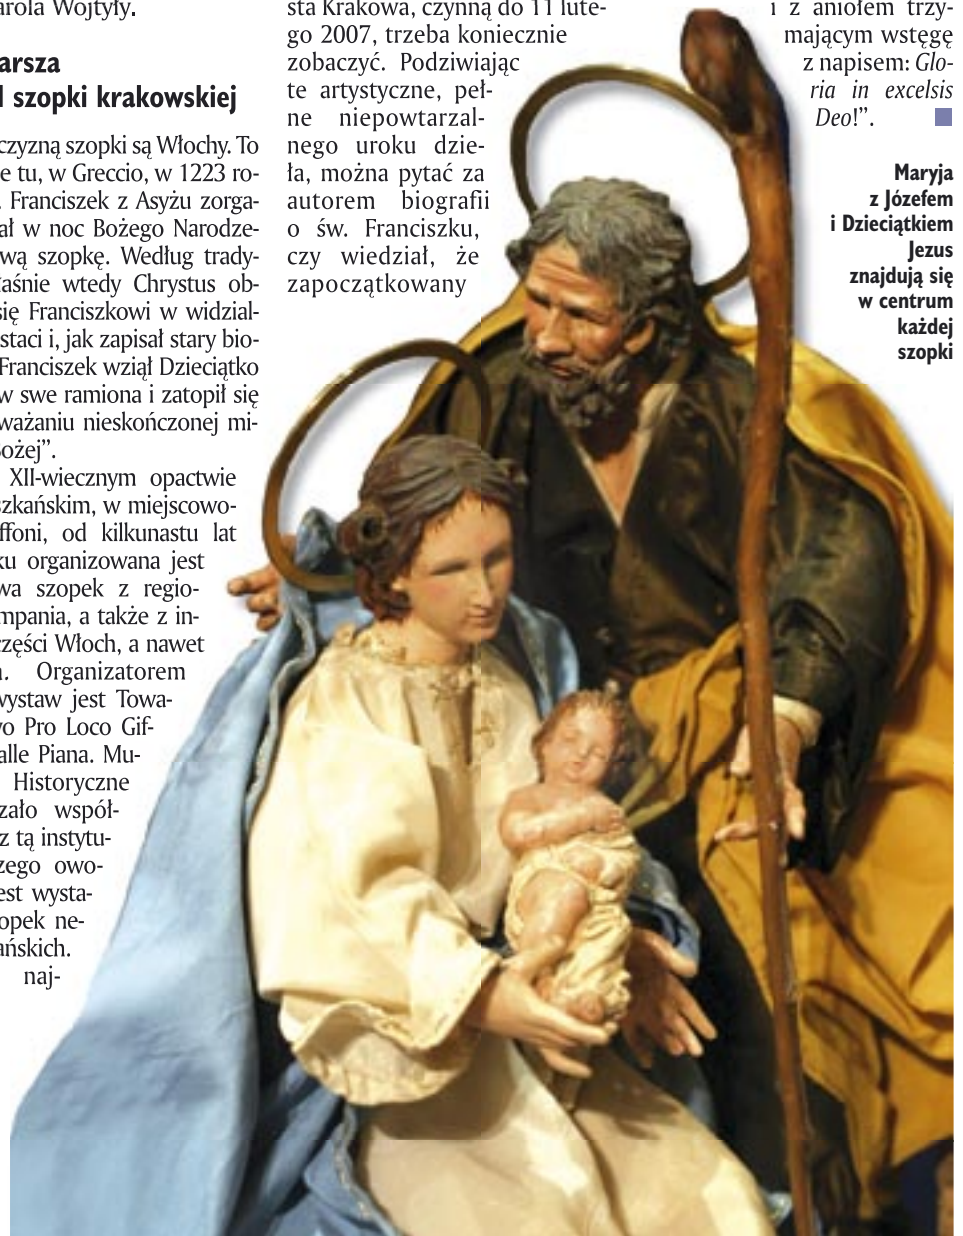 arola Wojtyły.
arsza
l szopki krakowskiej
czyzną szopki są Włochy. To
e tu, w Greccio, w 1223 ro-
. Franciszek z Asyżu zorga-
ał w noc Bożego Narodze-
wą szopkę. Według trady-
łaśnie wtedy Chrystus ob-
się Franciszkowi w widzial-
staci i, jak zapisał stary bio-
Franciszek wziął Dzieciątko
w swe ramiona i zatopił się
ważaniu nieskończonej mi-
ożej”.
XII-wiecznym opactwie
szkańskim, w miejscowo-
ffoni, od kilkunastu lat
ku organizowana jest
wa szopek z regio-
mpania, a także z in-
części Włoch, a nawet
a. Organizatorem
wystaw jest Towa-
vo Pro Loco Gif-
alle Piana. Mu-
Historyczne
zało współ-
z tą instytu-
zego owo-
est wysta-
opek ne-
ańskich.
naj-
sta Krakowa, czynną do 11 lute-
go 2007, trzeba koniecznie
zobaczyć. Podziwiając
te artystyczne, peł-
ne niepowtarzal-
nego uroku dzie-
ła, można pytać za
autorem biografii
o św. Franciszku,
czy wiedział, że
zapoczątkowany
i z aniołem trzy-
mającym wstęgę
z napisem: Glo-
ria in excelsis
Deo!”.
Maryja
z Józefem
i Dzieciątkiem
Jezus
znajdują się
w centrum
każdej
szopki